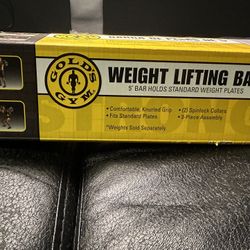 GOLD'S
GYM
WEIGHT LIFTING BA
5' BAR HOLDS STANDARD WEIGHT PLATES
• Comfortable, Knurled Grip
• Fits Standard Plates
*Weights Sold Separately
• (2) Spinlock Collars
• 3-Piece Assembly